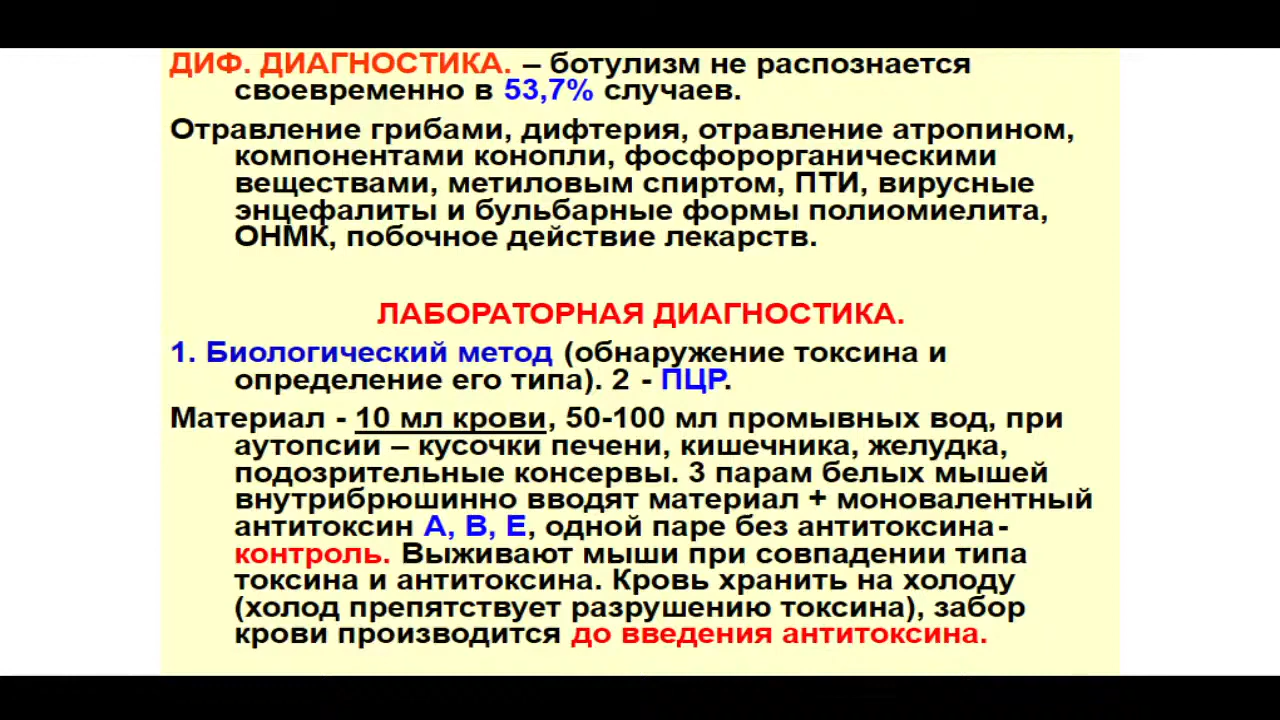 ДИФ. ДИАГНОСТИКА. – ботулизм не распознается
своевременно в 53,7% случаев.
Отравление грибами, дифтерия, отравление атропином,
компонентами конопли, фосфорорганическими
веществами, метиловым спиртом, ПТИ, вирусные
энцефалиты и бульбарные формы полиомиелита,
ОНМК, побочное действие лекарств.
ЛАБОРАТОРНАЯ ДИАГНОСТИКА.
1. Биологический метод (обнаружение токсина и
определение его типа). 2 - ПЦР.
Материал - 10 мл крови, 50-100 мл промывных вод, при
аутопсии – кусочки печени, кишечника, желудка,
подозрительные консервы. 3 парам белых мышей
внутрибрюшинно вводят материал + моновалентный
антитоксин А, В, Е, одной паре без антитоксина-
контроль. Выживают мыши при совпадении типа
токсина и антитоксина. Кровь хранить на холоду
(холод препятствует разрушению токсина), забор
крови производится до введения антитоксина.